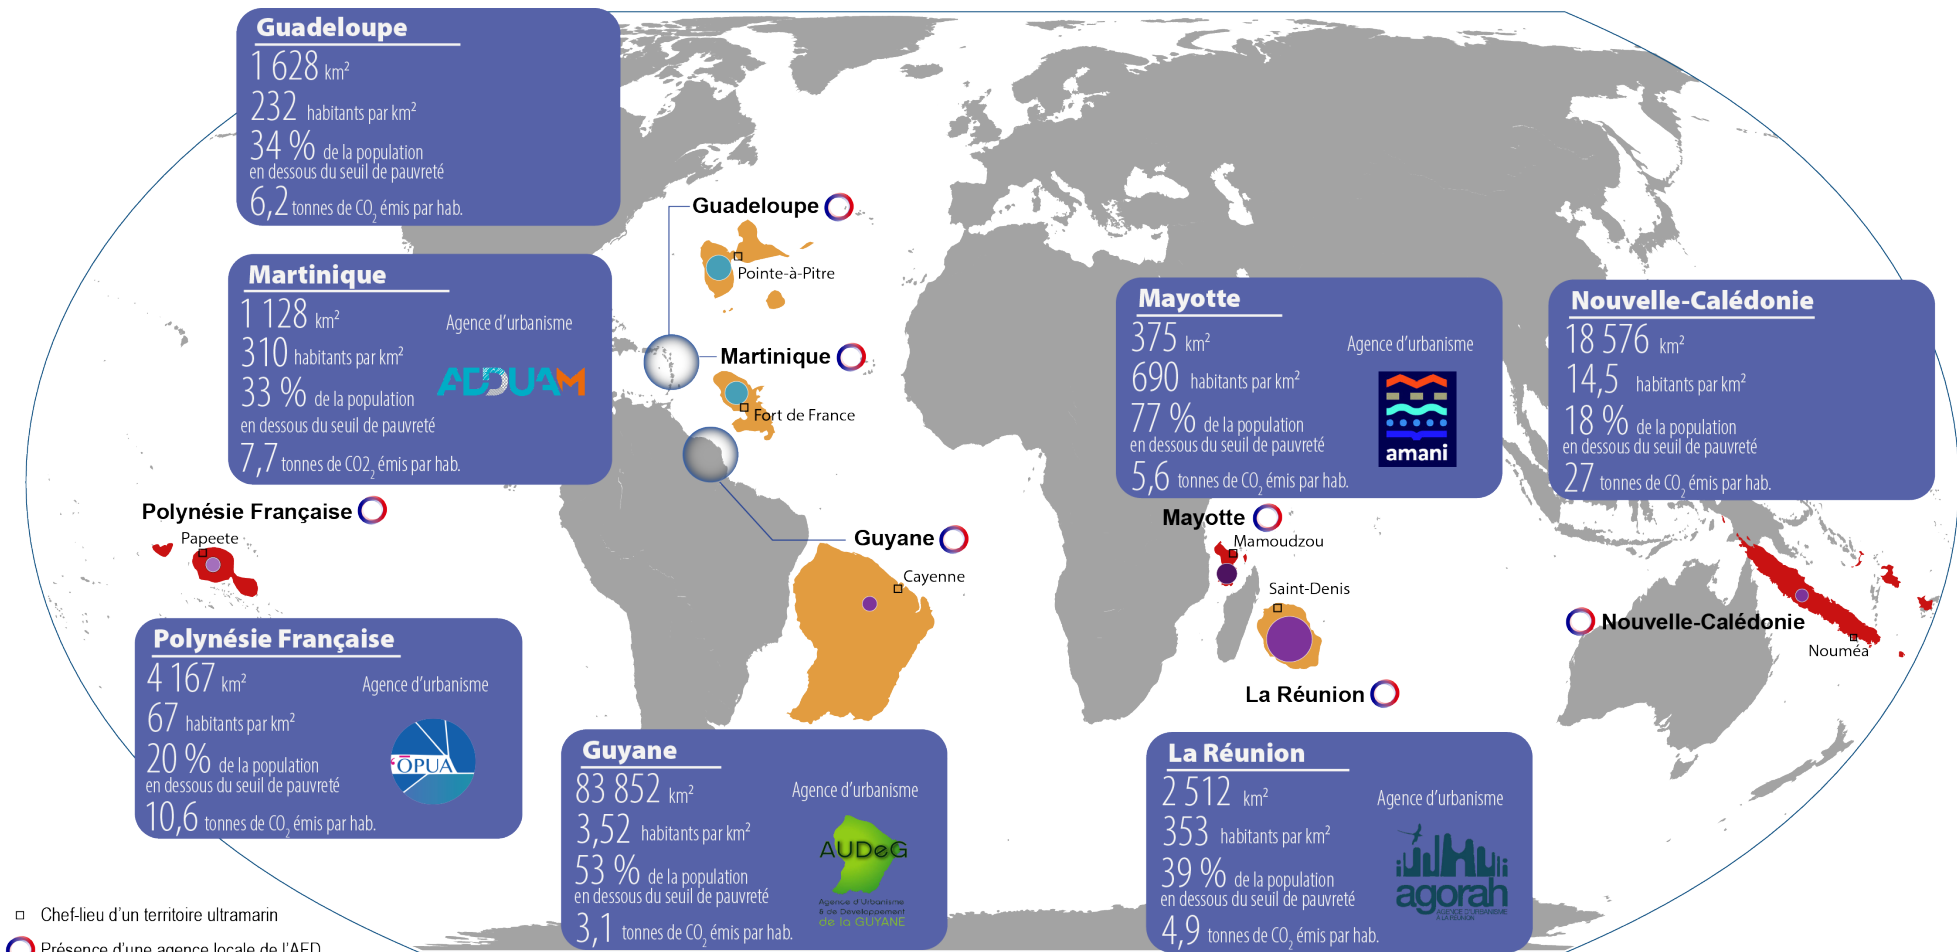 Guadeloupe
1 628 km²
232 habitants par km²
34 % de la population
en dessous du seuil de pauvreté
6,2 tonnes de CO₂ émis par hab.
Guadeloupe
Pointe-à-Pitre
Martinique
1 128 km²
Agence d'urbanisme
310 habitants par km²
ADDUAM
33 % de la population
en dessous du seuil de pauvreté
7,7 tonnes de CO2₂ émis par hab.
Martinique
Fort de France
Mayotte
375 km²
Agence d'urbanisme
690 habitants par km²
77 % de la population
en dessous du seuil de pauvreté
amani
5,6 tonnes de CO₂ émis par hab.
Nouvelle-Calédonie
18 576 km²
14,5 habitants par km²
18 % de la population
en dessous du seuil de pauvreté
27 tonnes de CO₂ émis par hab.
Polynésie Française
Papeete
Guyane
Cayenne
Mayotte
Mamoudzou
Saint-Denis
La Réunion
Nouvelle-Calédonie
Nouméa
Polynésie Française
4 167 km²
Agence d'urbanisme
67 habitants par km²
20 % de la population
en dessous du seuil de pauvreté
'ŌPUA
10,6 tonnes de CO₂ émis par hab.
Guyane
83 852 km²
Agence d'urbanisme
3,52 habitants par km²
AUDeG
53 % de la population
en dessous du seuil de pauvreté
Agence d'Urbanisme
& de Développement
de la GUYANE
3,1 tonnes de CO₂ émis par hab.
La Réunion
2 512 km²
Agence d'urbanisme
353 habitants par km²
39 % de la population
en dessous du seuil de pauvreté
agorah
AGENCE D'URBANISME
À LA RÉUNION
4,9 tonnes de CO₂ émis par hab.
Chef-lieu d'un territoire ultramarin
Présence d'une agence locale de l'AFD